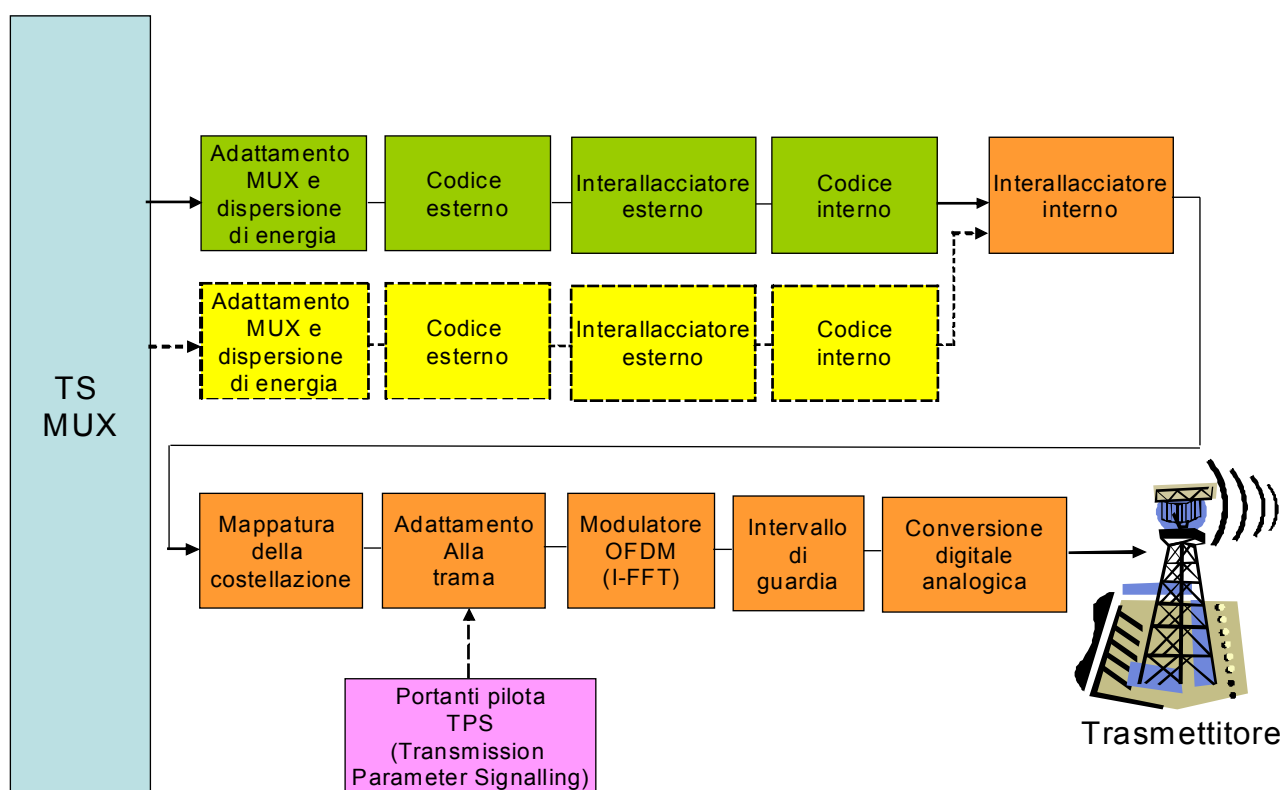 TS
MUX
Adattamento
MUX e
dispersione
di energia
Codice
esterno
Interallacciatore
esterno
Codice
interno
Interallacciatore
interno
Adattamento
MUX e
dispersione
di energia
Codice
esterno
Interallacciatore
esterno
Codice
interno
Mappatura
della
costellazione
Adattamento
Alla
trama
Modulatore
OFDM
(I-FFT)
Intervallo
di
guardia
Conversione
digitale
analogica
Portanti pilota
TPS
(Transmission
Parameter Signalling)
Trasmettitore